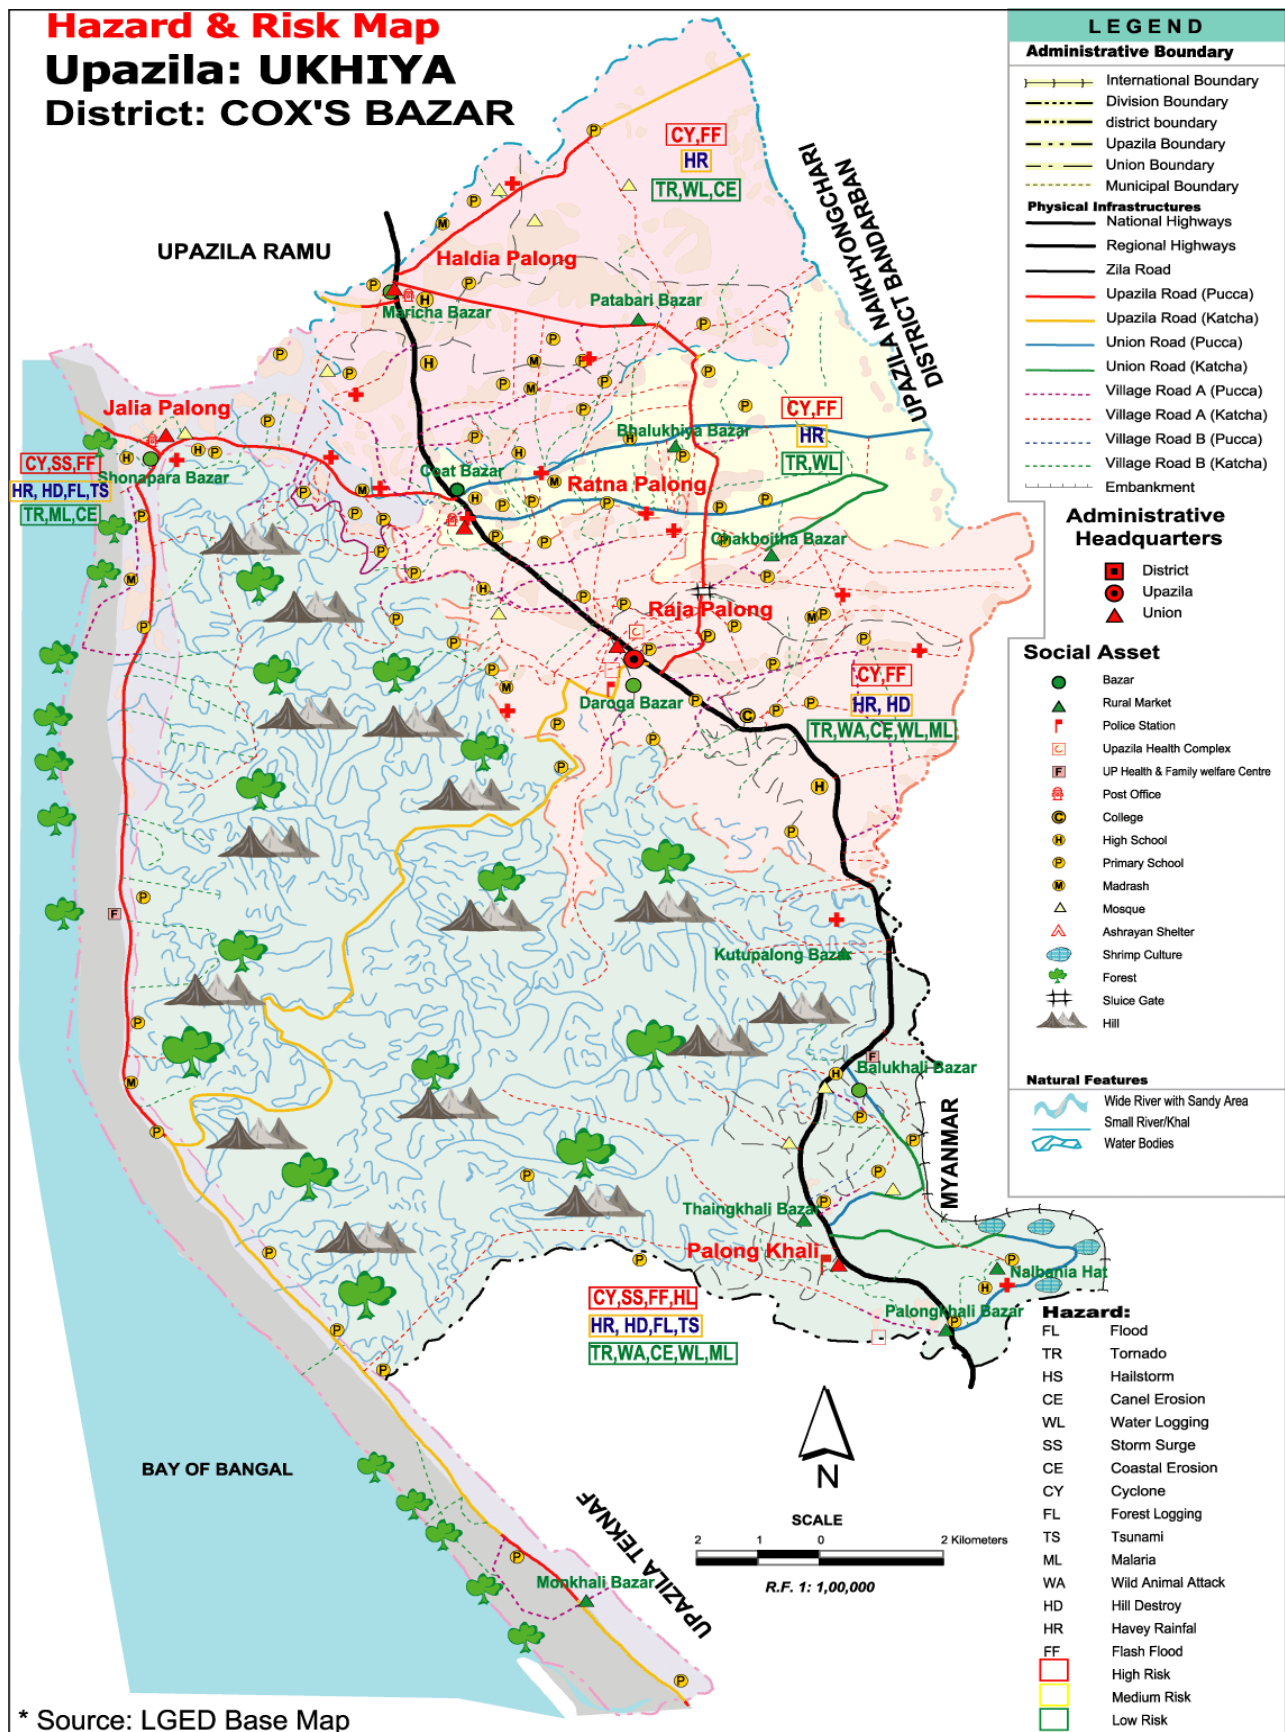 Hazard & Risk Map
Upazila: UKHIYA
District: COX'S BAZAR
UPAZILA RAMU
UPAZILA NAIKHYONGCHARI
DISTRICT BANDARBAN
CY,FF
HR
TR,WL,CE
Haldia Palong
Maricha Bazar
Patabari Bazar
Jalia Palong
Shonapara Bazar
CY,SS,FF
HR, HD,FL,TS
TR,ML,CE
CY,FF
HR
TR,WL
Bhalukhiya Bazar
Coat Bazar
Ratna Palong
Chakboitha Bazar
Raja Palong
Daroga Bazar
CY,FF
HR, HD
TR,WA,CE,WL,ML
Kutupalong Bazar
Balukhali Bazar
MYANMAR
Thaingkhali Bazar
Palong Khali
Nalbania Hat
Palongkhali Bazar
CY,SS,FF,HL
HR, HD,FL,TS
TR,WA,CE,WL,ML
BAY OF BANGAL
UPAZILA TEKNAF
Monkhali Bazar
N
SCALE
2 1 0 2 Kilometers
R.F. 1: 1,00,000
* Source: LGED Base Map
LEGEND
Administrative Boundary
International Boundary
Division Boundary
district boundary
Upazila Boundary
Union Boundary
Municipal Boundary
Physical Infrastructures
National Highways
Regional Highways
Zila Road
Upazila Road (Pucca)
Upazila Road (Katcha)
Union Road (Pucca)
Union Road (Katcha)
Village Road A (Pucca)
Village Road A (Katcha)
Village Road B (Pucca)
Village Road B (Katcha)
Embankment
Administrative
Headquarters
District
Upazila
Union
Social Asset
Bazar
Rural Market
Police Station
Upazila Health Complex
F UP Health & Family welfare Centre
Post Office
C College
H High School
P Primary School
M Madrash
Mosque
Ashrayan Shelter
Shrimp Culture
Forest
Sluice Gate
Hill
Natural Features
Wide River with Sandy Area
Small River/Khal
Water Bodies
Hazard:
FL Flood
TR Tornado
HS Hailstorm
CE Canel Erosion
WL Water Logging
SS Storm Surge
CE Coastal Erosion
CY Cyclone
FL Forest Logging
TS Tsunami
ML Malaria
WA Wild Animal Attack
HD Hill Destroy
HR Havey Rainfal
FF Flash Flood
High Risk
Medium Risk
Low Risk